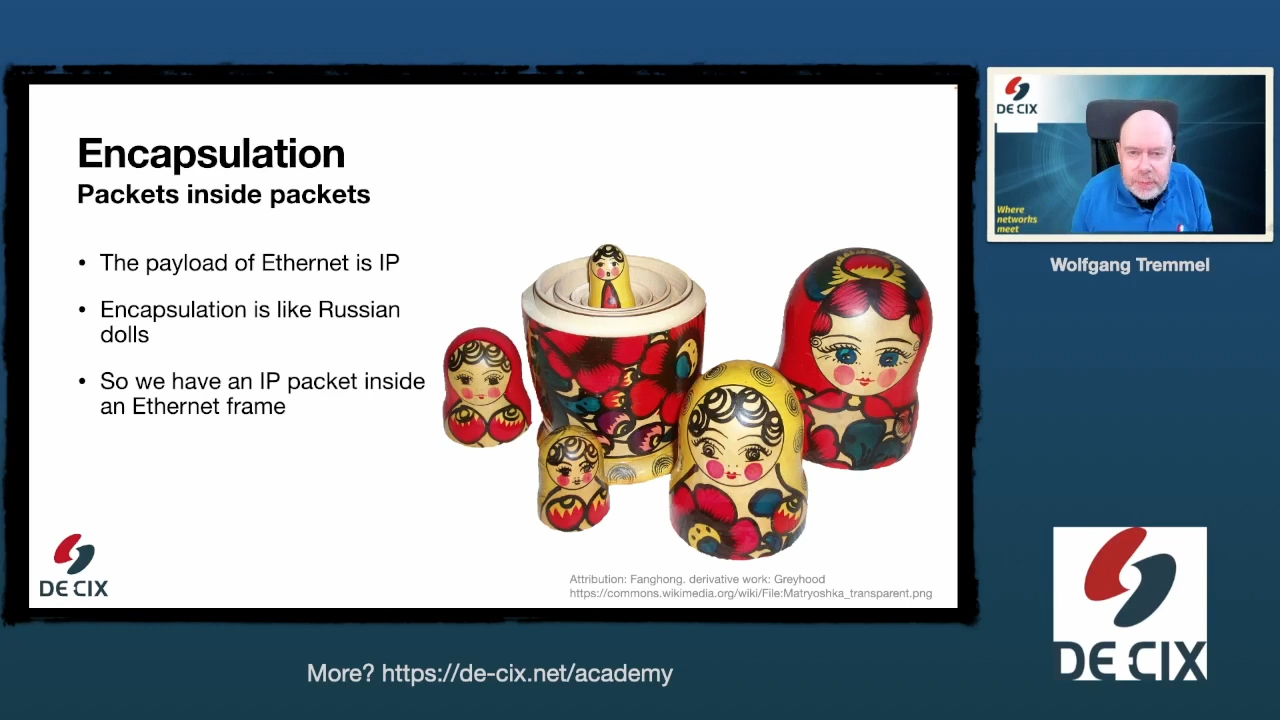 Encapsulation
Packets inside packets
• The payload of Ethernet is IP
• Encapsulation is like Russian
dolls
• So we have an IP packet inside
an Ethernet frame
DE CIX
Attribution: Fanghong. derivative work: Greyhood
https://commons.wikimedia.org/wiki/File:Matryoshka_transparent.png
DE CIX
Where
networks
meet
Wolfgang Tremmel
More? https://de-cix.net/academy
DE CIX